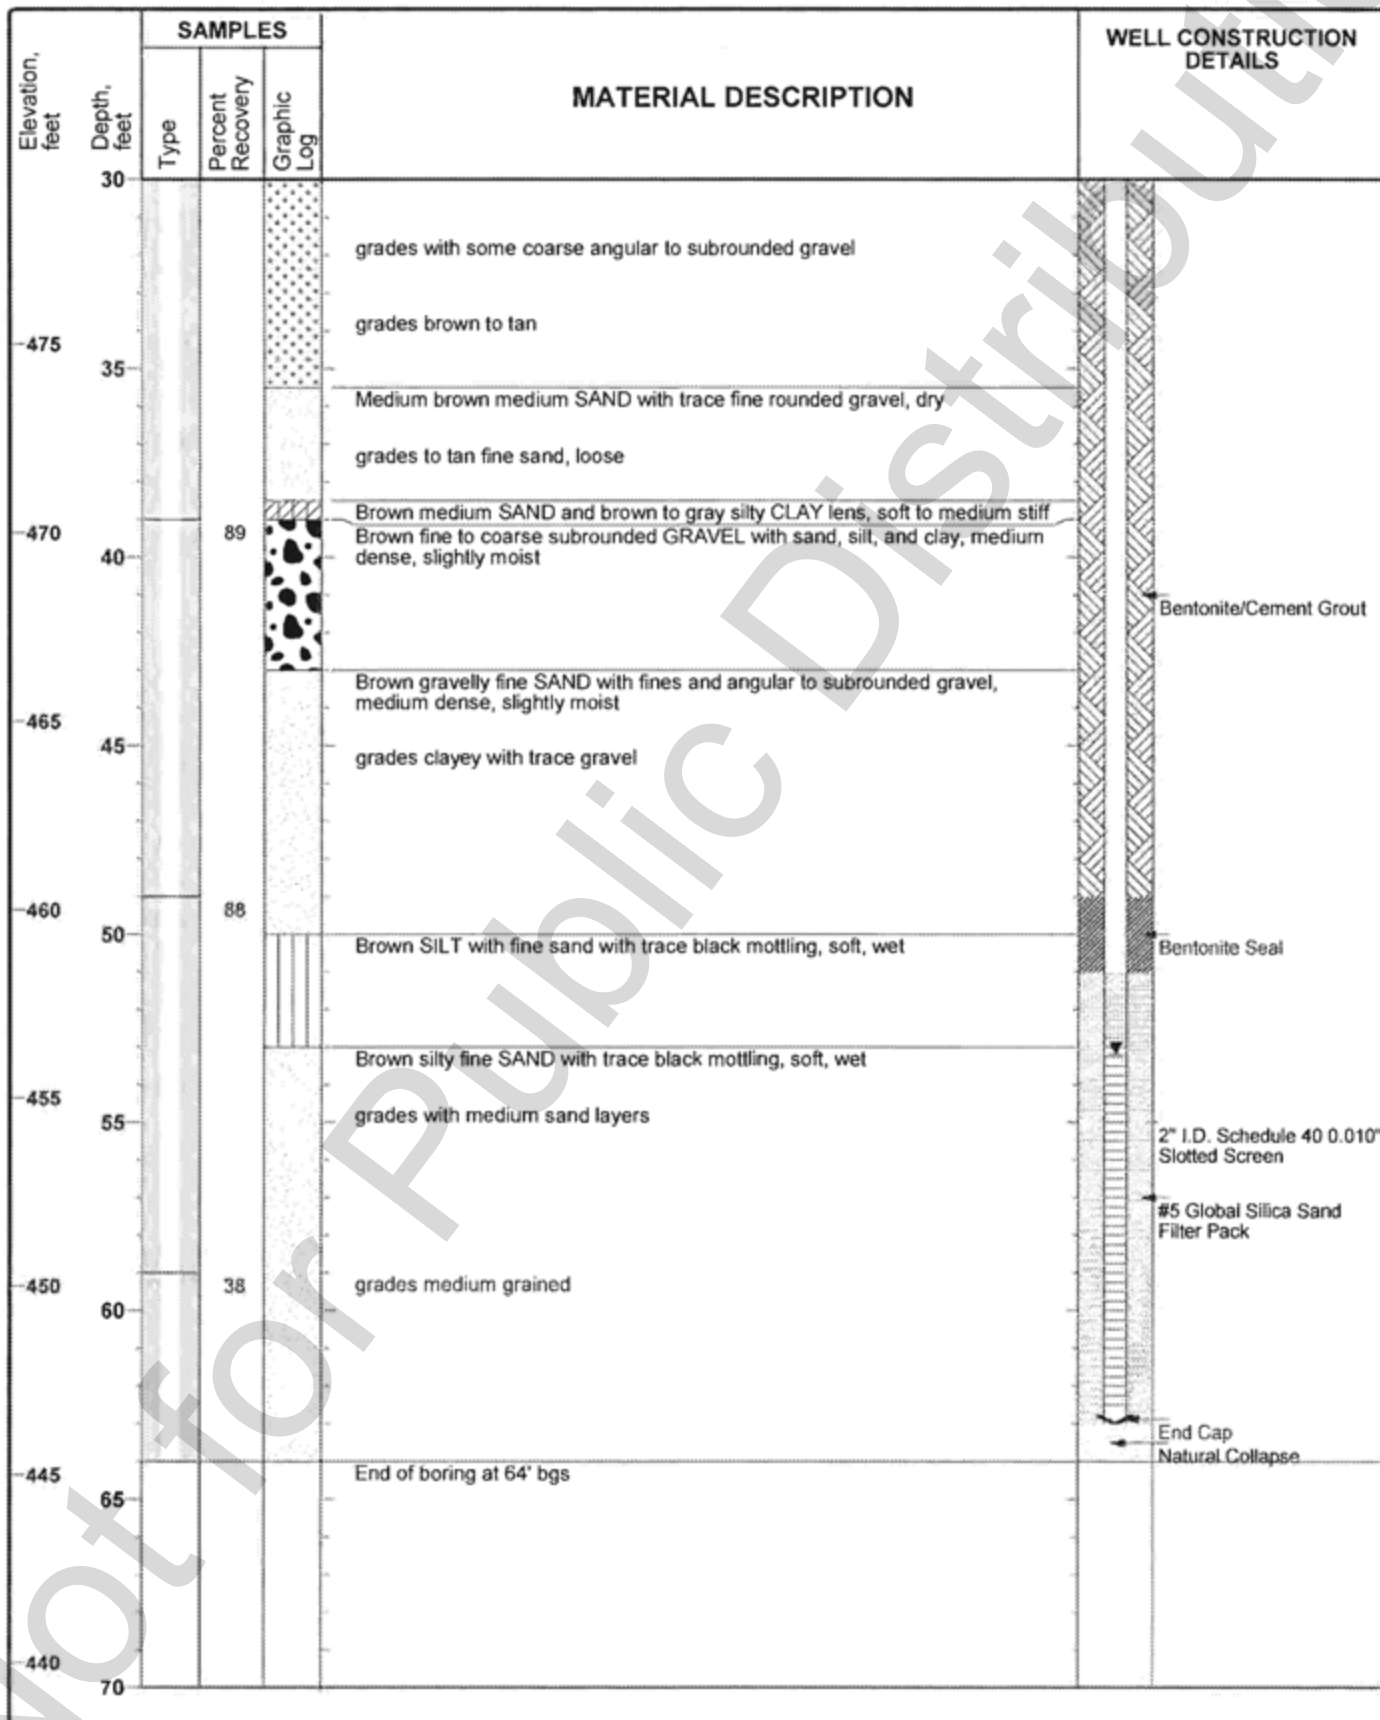 SAMPLES
WELL CONSTRUCTION
DETAILS
MATERIAL DESCRIPTION
Elevation,
feet
Depth,
feet
Type
Percent
Recovery
Graphic
Log
30
grades with some coarse angular to subrounded gravel
grades brown to tan
475
35
Medium brown medium SAND with trace fine rounded gravel, dry
grades to tan fine sand, loose
Brown medium SAND and brown to gray silty CLAY lens, soft to medium stiff
470
89
Brown fine to coarse subrounded GRAVEL with sand, silt, and clay, medium
dense, slightly moist
40
Bentonite/Cement Grout
Brown gravelly fine SAND with fines and angular to subrounded gravel,
medium dense, slightly moist
465
45
grades clayey with trace gravel
460
88
50
Brown SILT with fine sand with trace black mottling, soft, wet
Bentonite Seal
Brown silty fine SAND with trace black mottling, soft, wet
455
grades with medium sand layers
55
2" I.D. Schedule 40 0.010"
Slotted Screen
#5 Global Silica Sand
Filter Pack
450
38
grades medium grained
60
End Cap
Natural Collapse
445
End of boring at 64' bgs
65
440
70
Not for Public Distributi